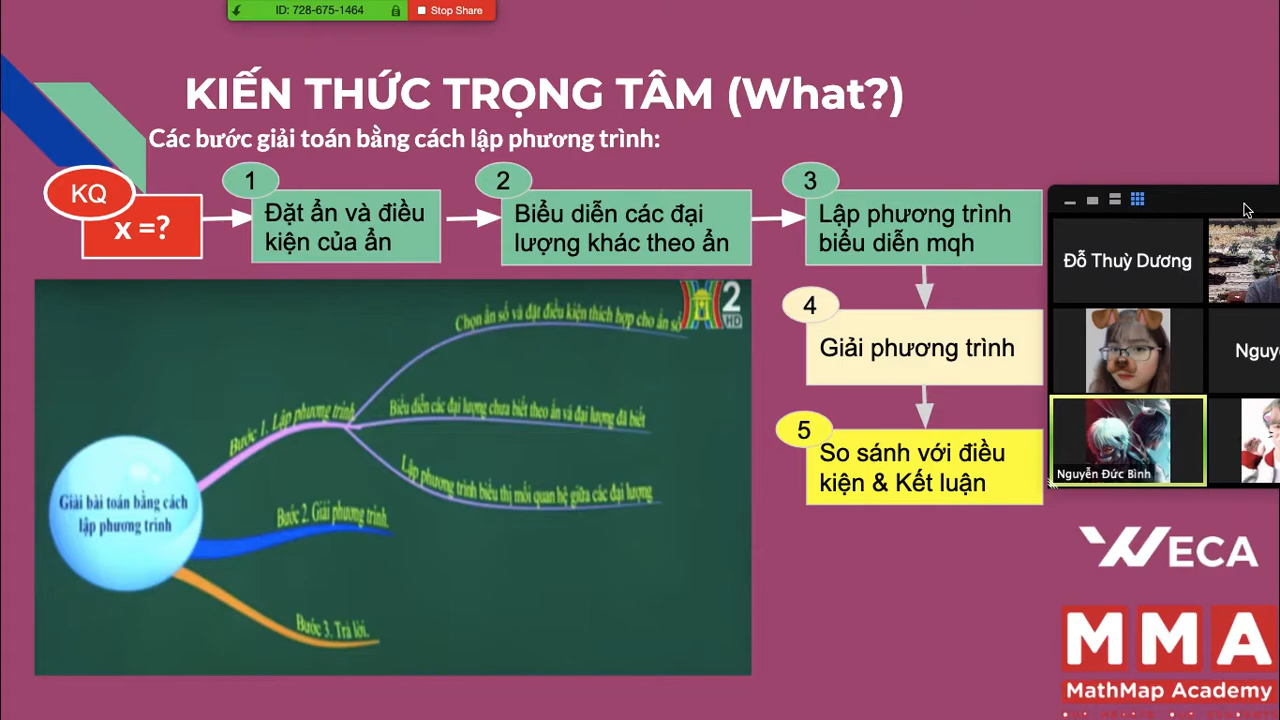 ID: 728-675-1464
Stop Share
KIẾN THỨC TRỌNG TÂM (What?)
Các bước giải toán bằng cách lập phương trình:
KQ
x =?
1
Đặt ẩn và điều
kiện của ẩn
2
Biểu diễn các đại
lượng khác theo ẩn
3
Lập phương trình
biểu diễn mqh
4
Giải phương trình
5
So sánh với điều
kiện & Kết luận
2
HD
Chọn ẩn số và đặt điều kiện thích hợp cho ẩn số
Bước 1. Lập phương trình
Biểu diễn các đại lượng chưa biết theo ẩn và đại lượng đã biết
Lập phương trình biểu thị mối quan hệ giữa các đại lượng
Giải bài toán bằng cách
lập phương trình
Bước 2. Giải phương trình.
Bước 3. Trả lời.
Đỗ Thuỳ Dương
Nguy
Nguyễn Đức Bình
WECA
MMA
MathMap Academy